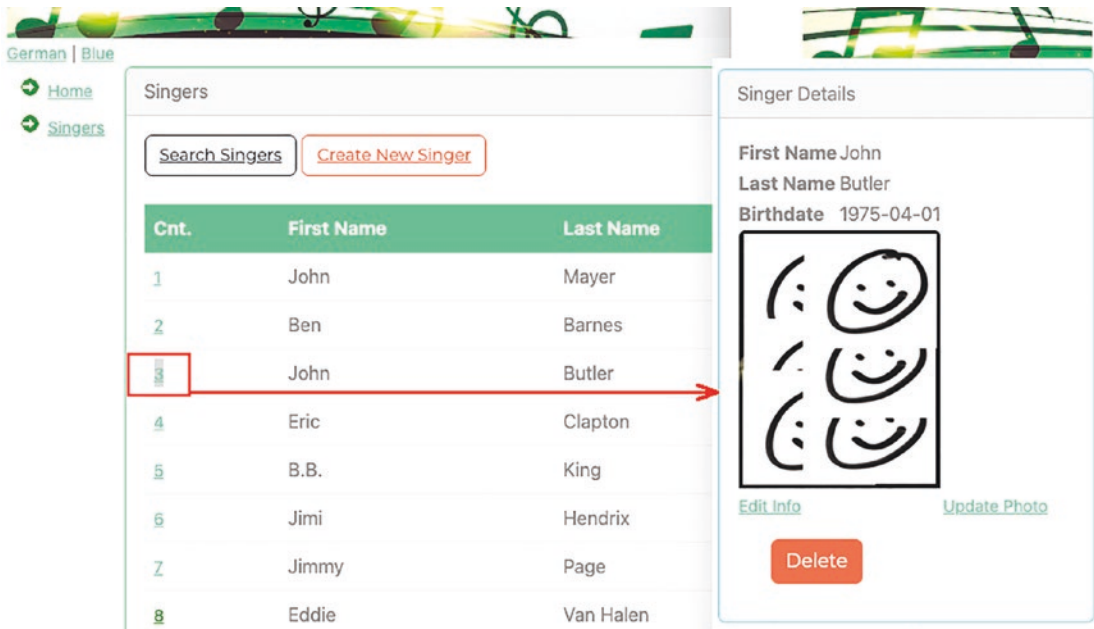 German | Blue
Home
Singers
Singers
Search Singers Create New Singer
Cnt. First Name Last Name
1 John Mayer
2 Ben Barnes
3 John Butler
4 Eric Clapton
5 B.B. King
6 Jimi Hendrix
7 Jimmy Page
8 Eddie Van Halen
Singer Details
First Name John
Last Name Butler
Birthdate 1975-04-01
Edit Info Update Photo
Delete